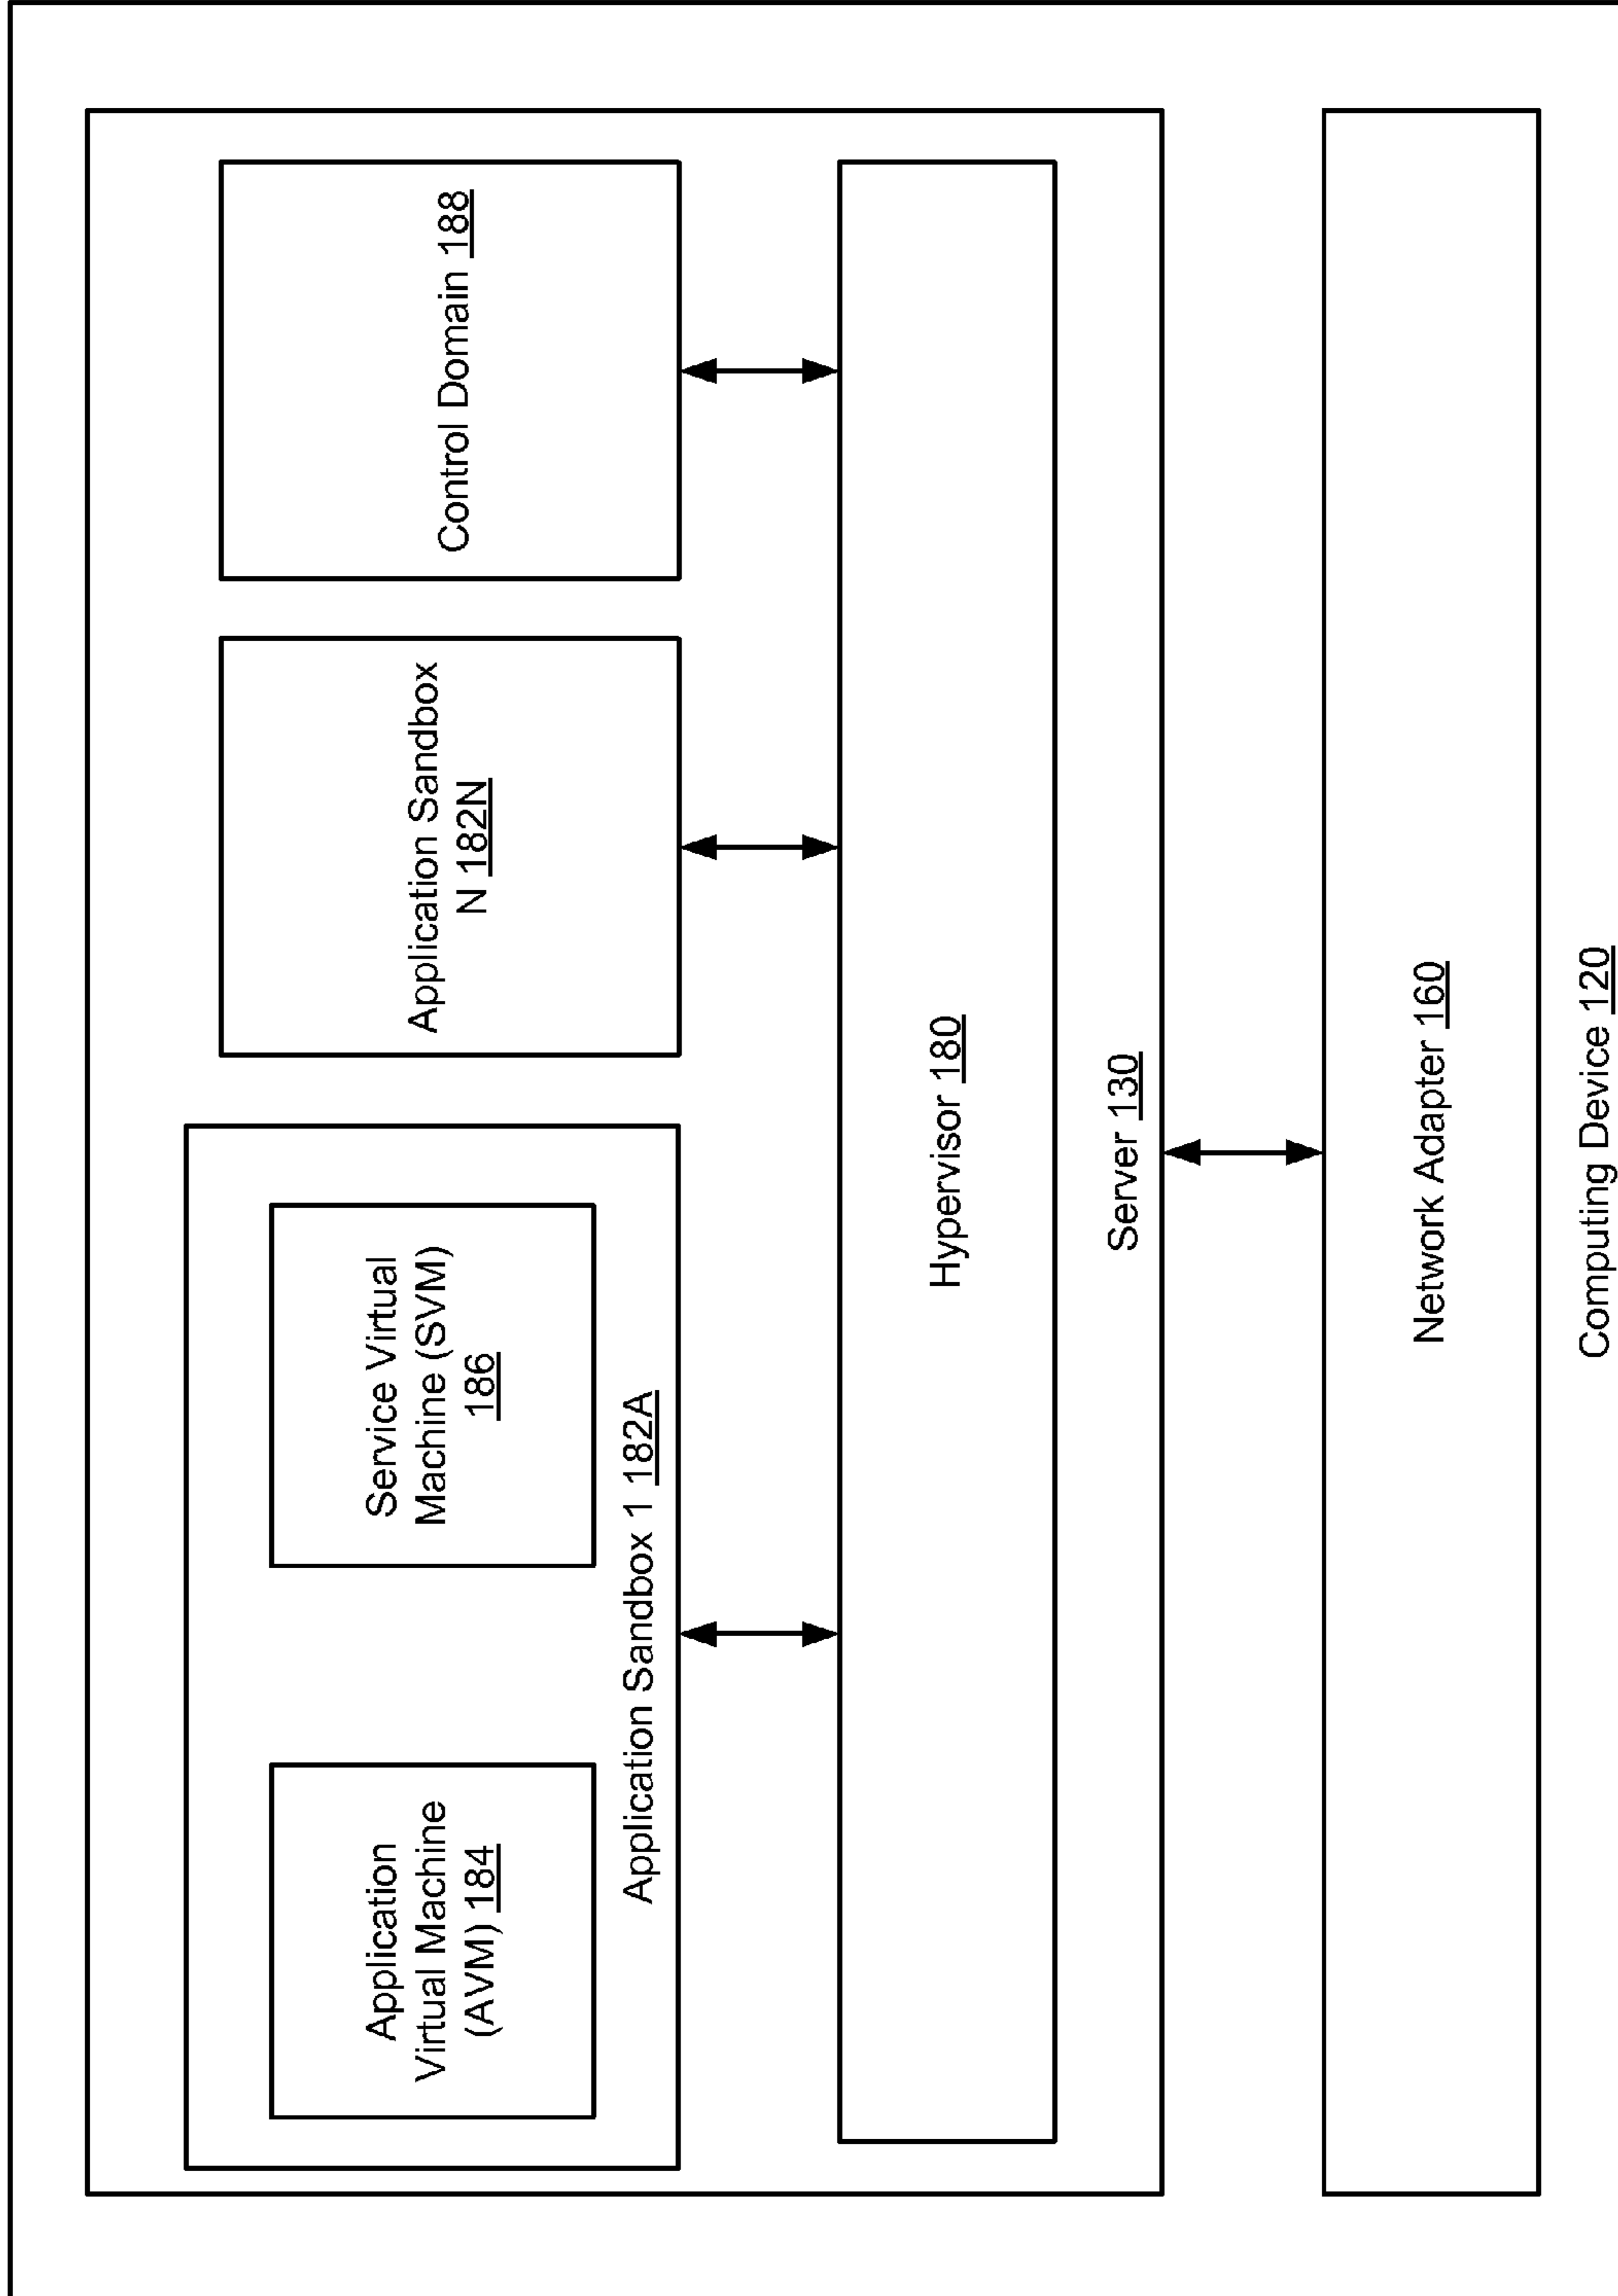 Application
Virtual Machine
(AVM) 184
Service Virtual
Machine (SVM)
186
Application Sandbox 1 182A
Application Sandbox
N 182N
Control Domain 188
Hypervisor 180
Server 130
Network Adapter 160
Computing Device 120